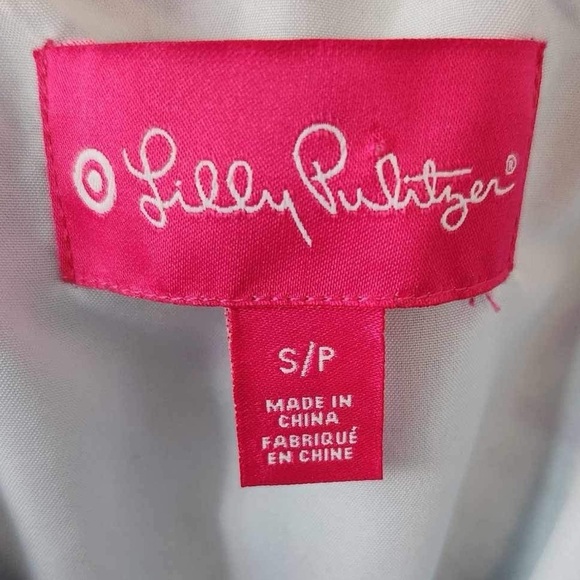 Lilly Pulitzer®
S/P
MADE IN
CHINA
FABRIQUÉ
EN CHINE